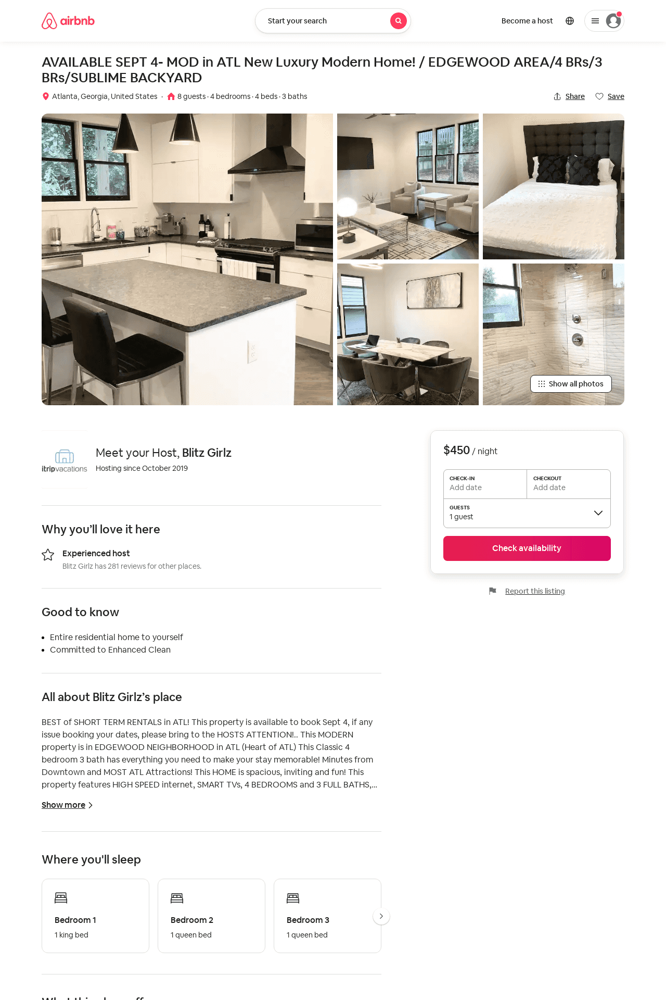 airbnb
Start your search
Become a host
AVAILABLE SEPT 4- MOD in ATL New Luxury Modern Home! / EDGEWOOD AREA/4 BRs/3
BRs/SUBLIME BACKYARD
Atlanta, Georgia, United States · 8 guests · 4 bedrooms · 4 beds · 3 baths
Share
Save
Show all photos
itripvacations
Meet your Host, Blitz Girlz
Hosting since October 2019
$450 / night
CHECK-IN
Add date
CHECKOUT
Add date
GUESTS
1 guest
Check availability
Report this listing
Why you’ll love it here
Experienced host
Blitz Girlz has 281 reviews for other places.
Good to know
• Entire residential home to yourself
• Committed to Enhanced Clean
All about Blitz Girlz’s place
BEST of SHORT TERM RENTALS in ATL! This property is available to book Sept 4, if any
issue booking your dates, please bring to the HOSTS ATTENTION!.. This MODERN
property is in EDGEWOOD NEIGHBORHOOD in ATL (Heart of ATL) This Classic 4
bedroom 3 bath has everything you need to make your stay memorable! Minutes from
Downtown and MOST ATL Attractions! This HOME is spacious, inviting and fun! This
property features HIGH SPEED internet, SMART TVs, 4 BEDROOMS and 3 FULL BATHS,...
Show more
Where you'll sleep
Bedroom 1
1 king bed
Bedroom 2
1 queen bed
Bedroom 3
1 queen bed